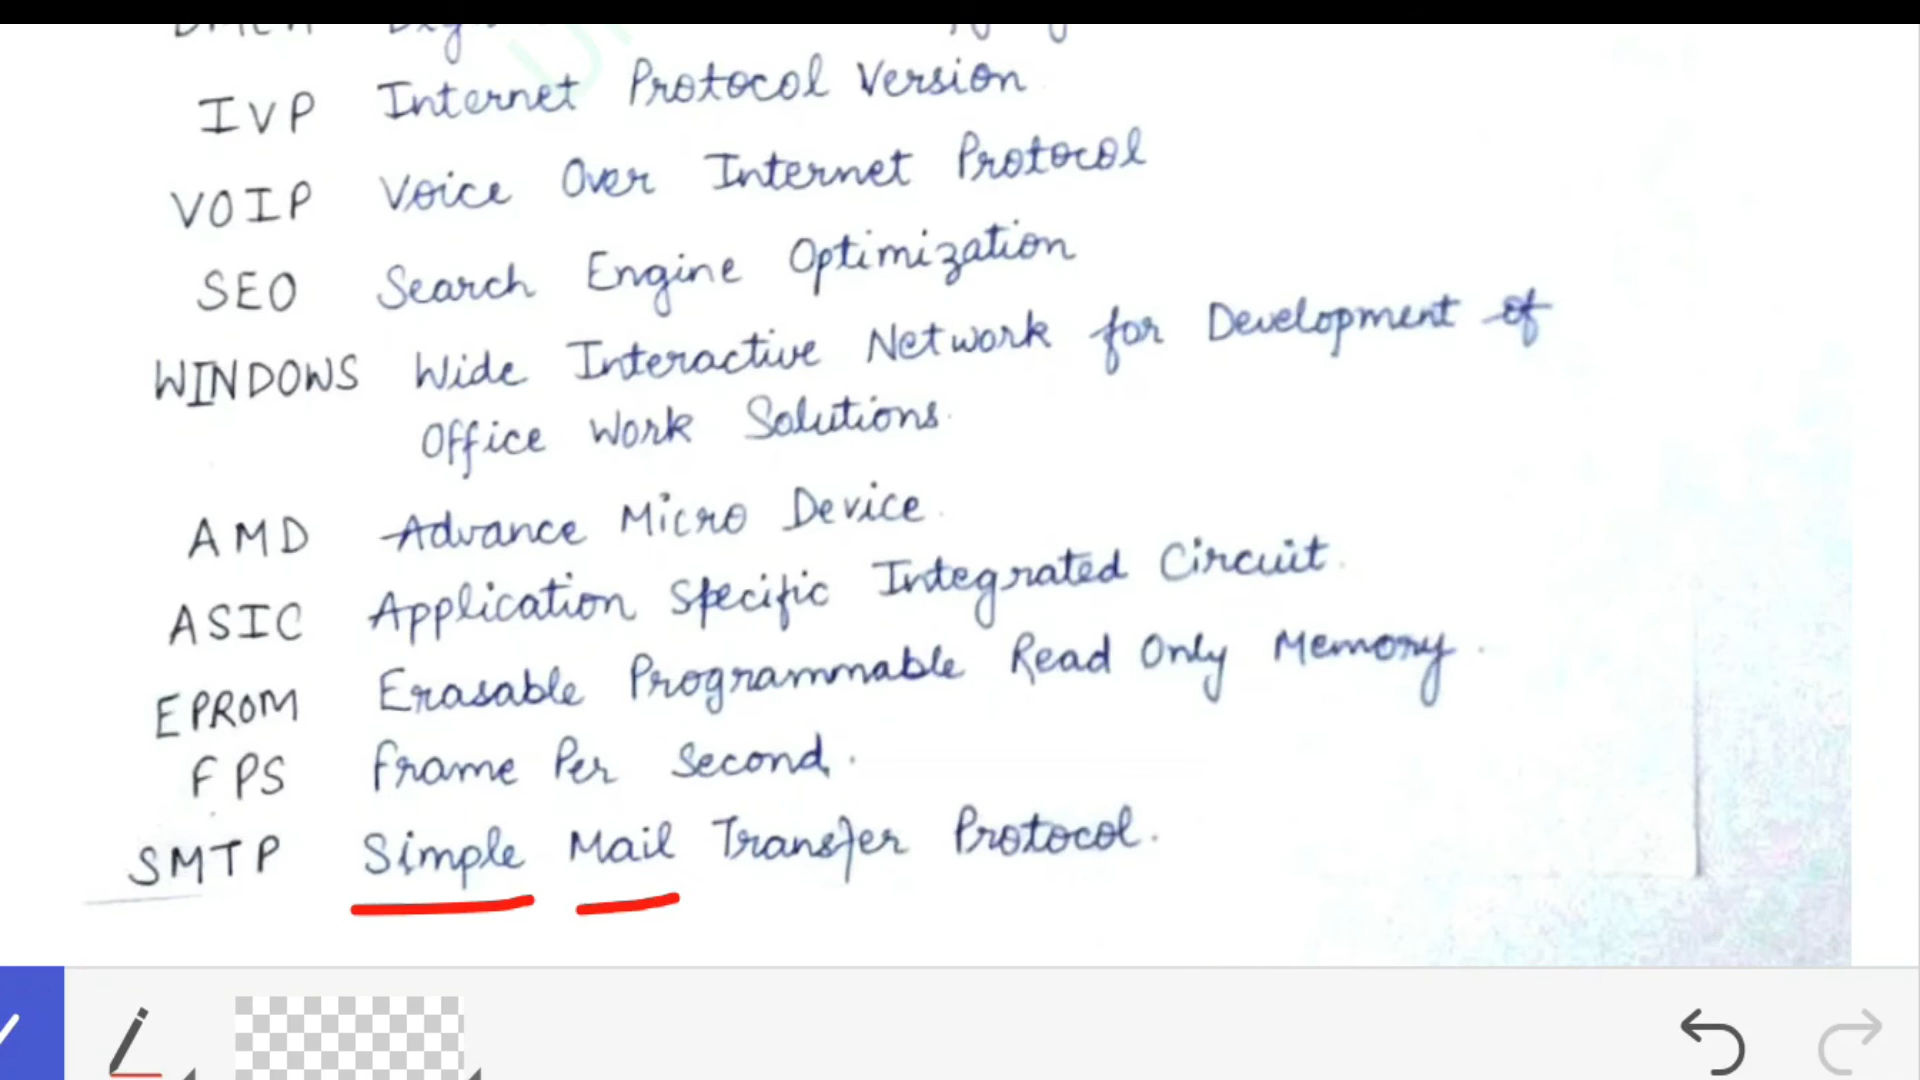 IVP Internet Protocol Version
VOIP Voice Over Internet Protocol
SEO Search Engine Optimization
WINDOWS Wide Interactive Network for Development of
Office Work Solutions.
AMD Advance Micro Device.
ASIC Application Specific Integrated Circuit.
EPROM Erasable Programmable Read Only Memory.
FPS Frame Per Second.
SMTP Simple Mail Transfer Protocol.